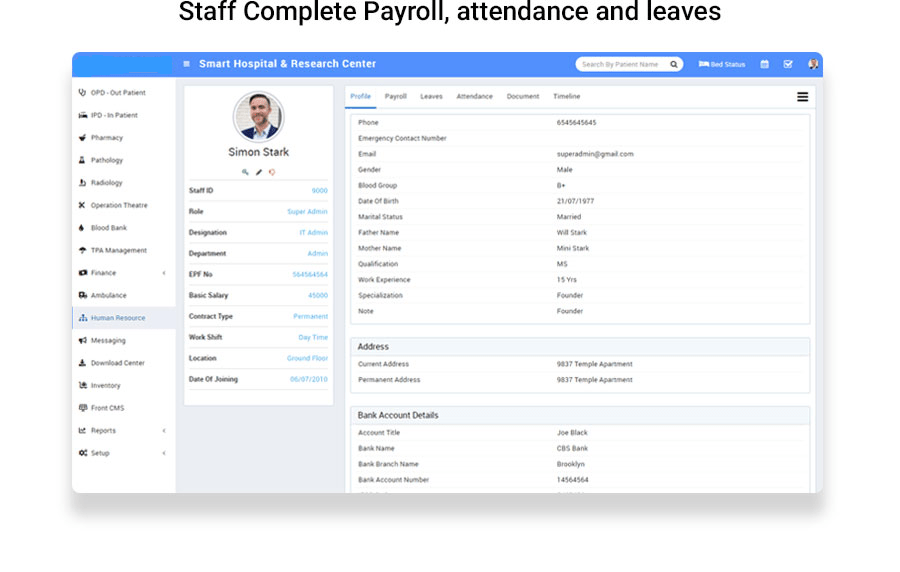 Staff Complete Payroll, attendance and leaves
Smart Hospital & Research Center
Search By Patient Name
Bed Status
OPD - Out Patient
IPD - In Patient
Pharmacy
Pathology
Radiology
Operation Theatre
Blood Bank
TPA Management
Finance
Ambulance
Human Resource
Messaging
Download Center
Inventory
Front CMS
Reports
Setup
Simon Stark
Staff ID 9000
Role Super Admin
Designation IT Admin
Department Admin
EPF No 564564564
Basic Salary 45000
Contract Type Permanent
Work Shift Day Time
Location Ground Floor
Date Of Joining 06/07/2010
Profile Payroll Leaves Attendance Document Timeline
Phone 6545645645
Emergency Contact Number
Email superadmin@gmail.com
Gender Male
Blood Group B+
Date Of Birth 21/07/1977
Marital Status Married
Father Name Will Stark
Mother Name Mini Stark
Qualification MS
Work Experience 15 Yrs
Specialization Founder
Note Founder
Address
Current Address 9837 Temple Apartment
Permanent Address 9837 Temple Apartment
Bank Account Details
Account Title Joe Black
Bank Name CBS Bank
Bank Branch Name Brooklyn
Bank Account Number 14564564